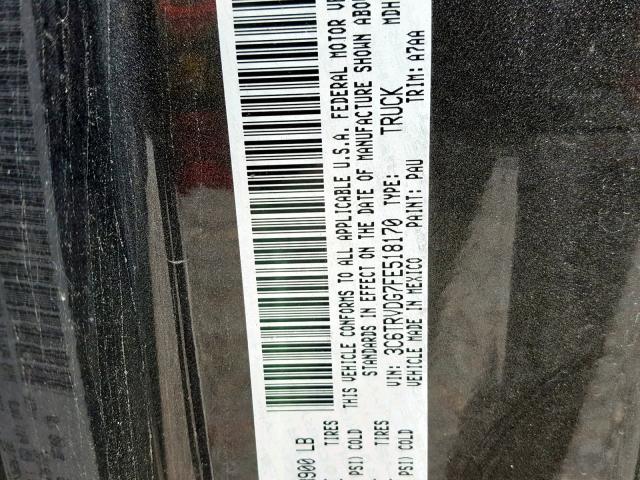 900 LB
TIRES
PSI) COLD
TIRES
PSI) COLD
THIS VEHICLE CONFORMS TO ALL APPLICABLE U.S.A. FEDERAL MOTOR
STANDARDS IN EFFECT ON THE DATE OF MANUFACTURE SHOWN ABO
VIN: 3C6TRVDG7FE518170 TYPE: TRUCK MDH
VEHICLE MADE IN MEXICO PAINT: PAU TRIM: A7AA